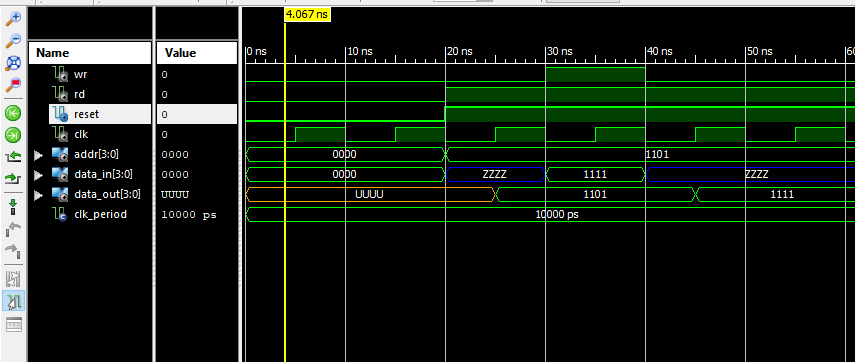 4.067 ns
Name Value 0 ns 10 ns 20 ns 30 ns 40 ns 50 ns 60
wr 0
rd 0
reset 0
clk 0
addr[3:0] 0000 0000 1101
data_in[3:0] 0000 0000 ZZZZ 1111 ZZZZ
data_out[3:0] UUUU UUUU 1101 1111
clk_period 10000 ps 10000 ps